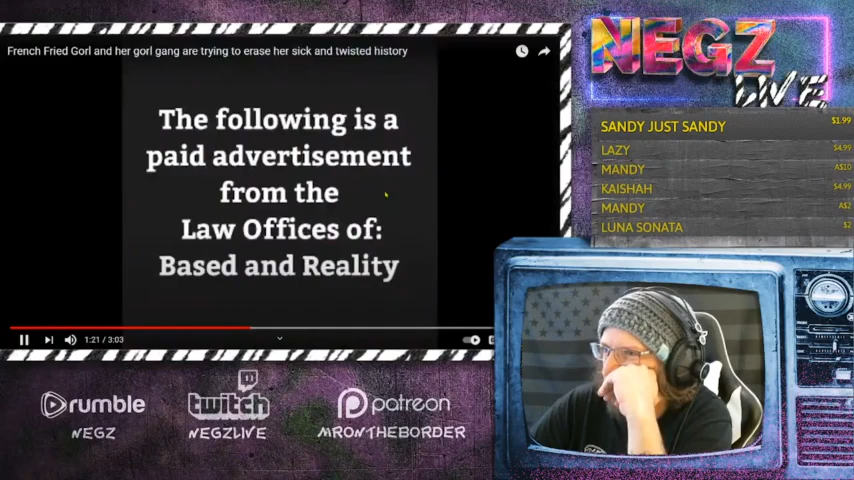 French Fried Gorl and her gorl gang are trying to erase her sick and twisted history
The following is a
paid advertisement
from the
Law Offices of:
Based and Reality
1:21 / 3:03
NEGZ
LIVE
SANDY JUST SANDY $1.99
LAZY $4.99
MANDY A$10
KAISHAH $4.99
MANDY A$2
LUNA SONATA $2
rumble
NEGZ
twitch
NEGZLIVE
patreon
MRONTHEBORDER